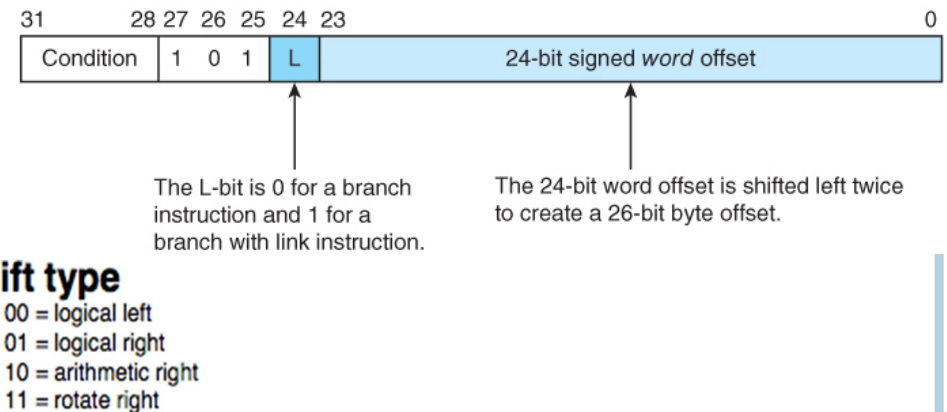 31 28 27 26 25 24 23 0
Condition 1 0 1 L 24-bit signed word offset
The L-bit is 0 for a branch
instruction and 1 for a
branch with link instruction.
The 24-bit word offset is shifted left twice
to create a 26-bit byte offset.
ift type
00 = logical left
01 = logical right
10 = arithmetic right
11 = rotate right